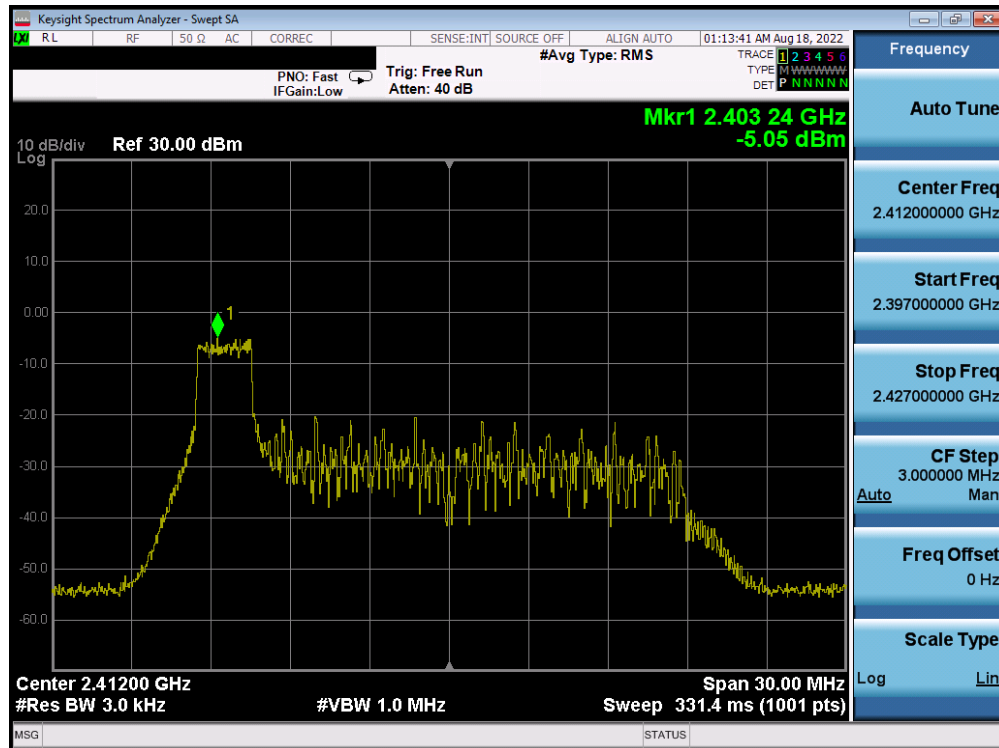 Keysight Spectrum Analyzer - Swept SA
LXI RL RF 50 Ω AC CORREC SENSE:INT SOURCE OFF ALIGN AUTO 01:13:41 AM Aug 18, 2022
#Avg Type: RMS TRACE 1 2 3 4 5 6
PNO: Fast Trig: Free Run TYPE M WWWWW
IFGain:Low Atten: 40 dB DET P N N N N N
Mkr1 2.403 24 GHz
-5.05 dBm
10 dB/div Ref 30.00 dBm
Log
20.0
10.0
0.00
1
-10.0
-20.0
-30.0
-40.0
-50.0
-60.0
Center 2.41200 GHz Span 30.00 MHz
#Res BW 3.0 kHz #VBW 1.0 MHz Sweep 331.4 ms (1001 pts)
MSG STATUS
Frequency
Auto Tune
Center Freq
2.412000000 GHz
Start Freq
2.397000000 GHz
Stop Freq
2.427000000 GHz
CF Step
3.000000 MHz
Auto Man
Freq Offset
0 Hz
Scale Type
Log Lin